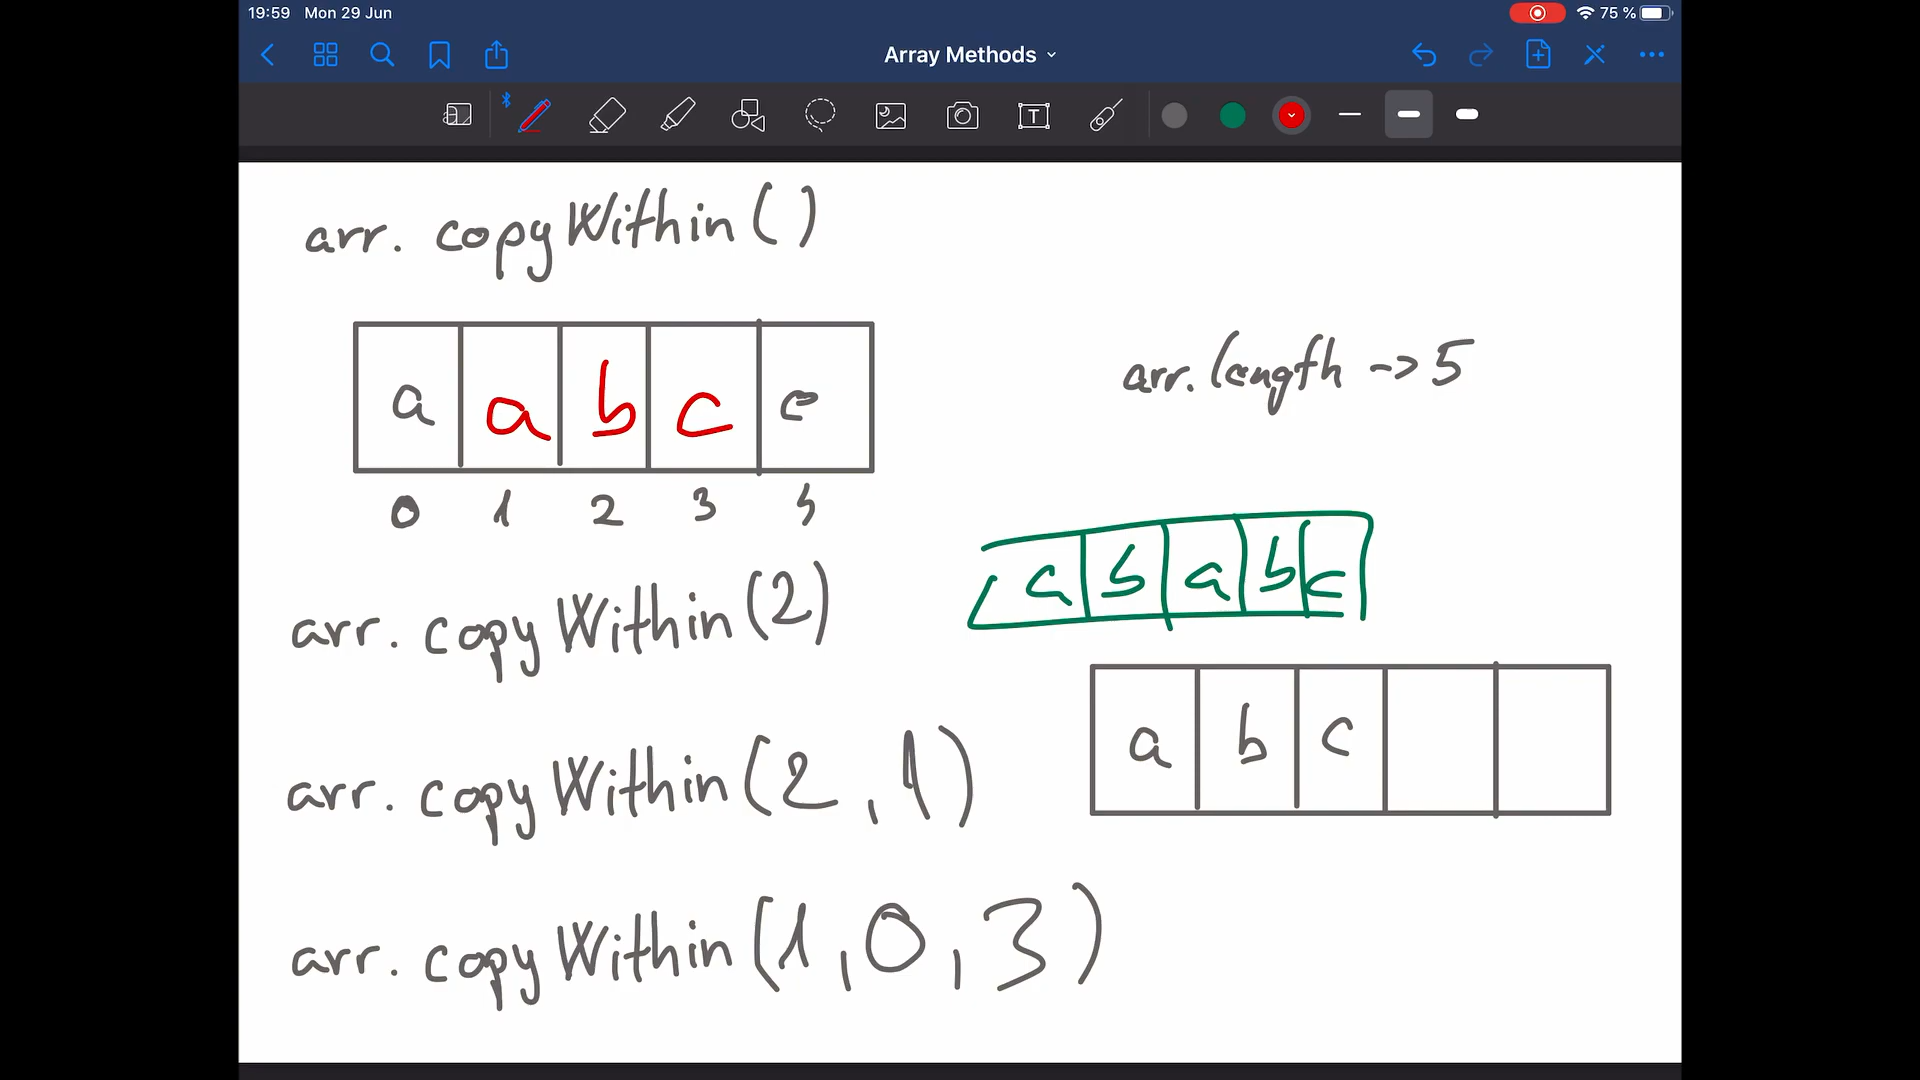 19:59 Mon 29 Jun
75 %
Array Methods
T
arr. copyWithin()
a a b c e
0 1 2 3 4
arr.length -> 5
a b a b c
arr. copyWithin(2)
a b c
arr. copyWithin(2,1)
arr. copyWithin(1,0,3)